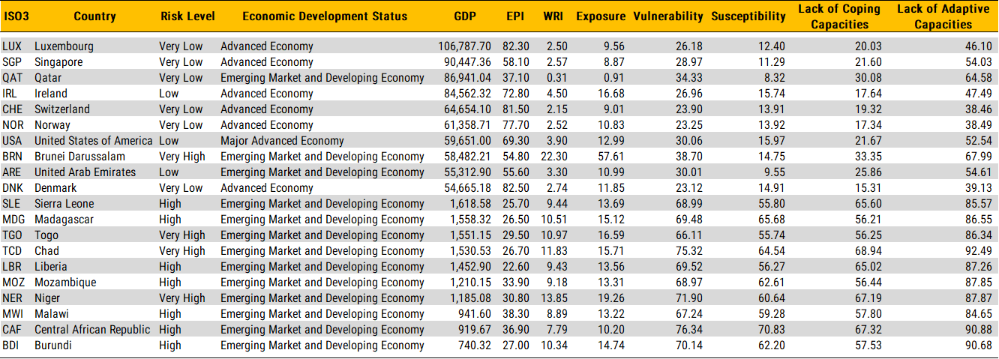 ISO3 Country Risk Level Economic Development Status GDP EPI WRI Exposure Vulnerability Susceptibility Lack of Coping Capacities Lack of Adaptive Capacities
LUX Luxembourg Very Low Advanced Economy 106,787.70 82.30 2.50 9.56 26.18 12.40 20.03 46.10
SGP Singapore Very Low Advanced Economy 90,447.36 58.10 2.57 8.87 28.97 11.29 21.60 54.03
QAT Qatar Very Low Emerging Market and Developing Economy 86,941.04 37.10 0.31 0.91 34.33 8.32 30.08 64.58
IRL Ireland Low Advanced Economy 84,562.32 72.80 4.50 16.68 26.96 15.74 17.64 47.49
CHE Switzerland Very Low Advanced Economy 64,654.10 81.50 2.15 9.01 23.90 13.91 19.32 38.46
NOR Norway Very Low Advanced Economy 61,358.71 77.70 2.52 10.83 23.25 13.92 17.34 38.49
USA United States of America Low Major Advanced Economy 59,651.00 69.30 3.90 12.99 30.06 15.97 21.67 52.54
BRN Brunei Darussalam Very High Emerging Market and Developing Economy 58,482.21 54.80 22.30 57.61 38.70 14.75 33.35 67.99
ARE United Arab Emirates Low Emerging Market and Developing Economy 55,312.90 55.60 3.30 10.99 30.01 9.55 25.86 54.61
DNK Denmark Very Low Advanced Economy 54,665.18 82.50 2.74 11.85 23.12 14.91 15.31 39.13
SLE Sierra Leone High Emerging Market and Developing Economy 1,618.58 25.70 9.44 13.69 68.99 55.80 65.60 85.57
MDG Madagascar High Emerging Market and Developing Economy 1,558.32 26.50 10.51 15.12 69.48 65.68 56.21 86.55
TGO Togo Very High Emerging Market and Developing Economy 1,551.15 29.50 10.97 16.59 66.11 55.74 56.25 86.34
TCD Chad Very High Emerging Market and Developing Economy 1,530.53 26.70 11.83 15.71 75.32 64.54 68.94 92.49
LBR Liberia High Emerging Market and Developing Economy 1,452.90 22.60 9.43 13.56 69.52 56.27 65.02 87.26
MOZ Mozambique High Emerging Market and Developing Economy 1,210.15 33.90 9.18 13.31 68.97 62.61 56.44 87.85
NER Niger Very High Emerging Market and Developing Economy 1,185.08 30.80 13.85 19.26 71.90 60.64 67.19 87.87
MWI Malawi High Emerging Market and Developing Economy 941.60 38.30 8.89 13.22 67.24 59.28 57.80 84.65
CAF Central African Republic High Emerging Market and Developing Economy 919.67 36.90 7.79 10.20 76.34 70.83 67.32 90.88
BDI Burundi High Emerging Market and Developing Economy 740.32 27.00 10.34 14.74 70.14 62.20 57.53 90.68